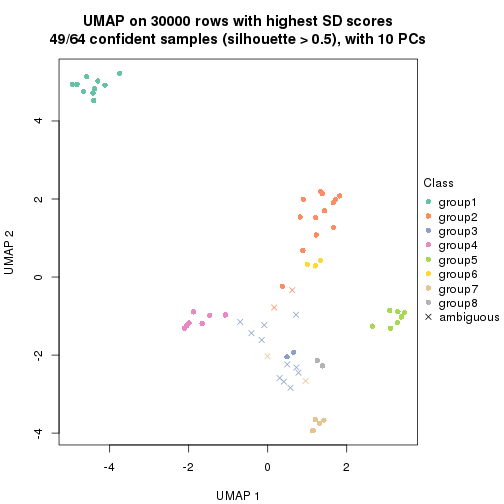 UMAP on 30000 rows with highest SD scores
49/64 confident samples (silhouette > 0.5), with 10 PCs
Class
group1
group2
group3
group4
group5
group6
group7
group8
ambiguous
UMAP 2
4
2
0
-2
-4
-4
-2
0
2
UMAP 1